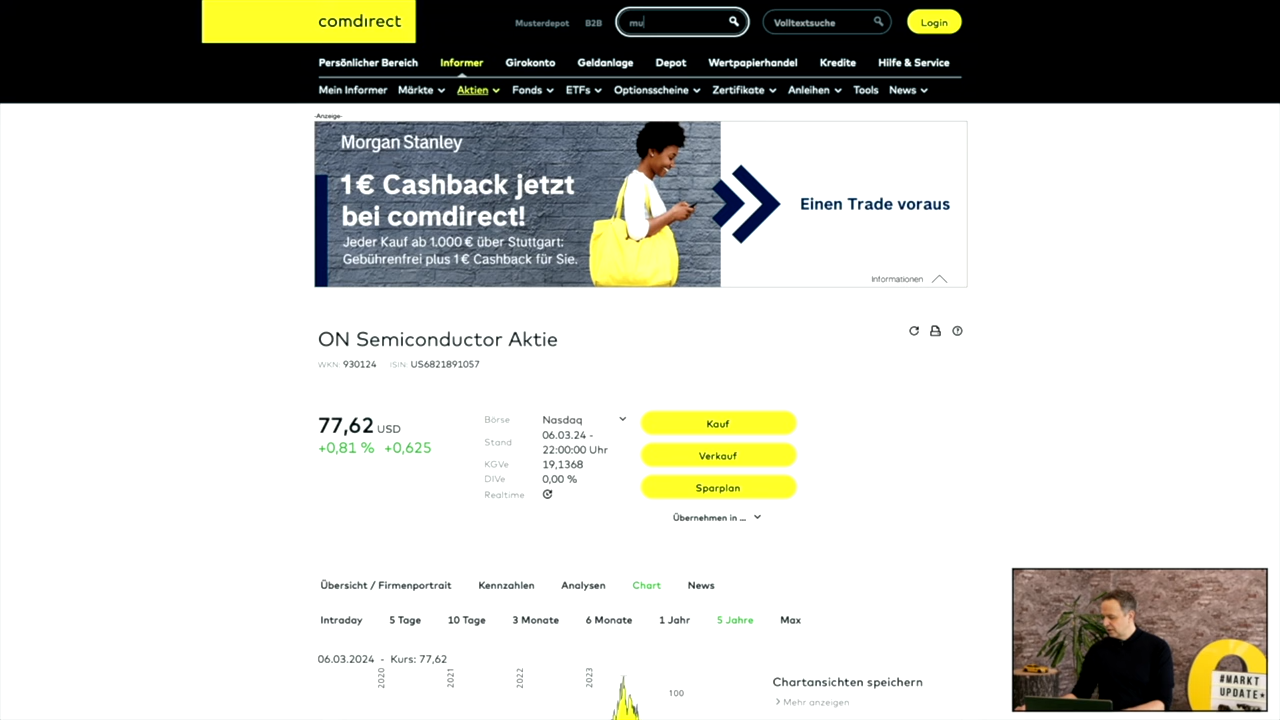 comdirect
Musterdepot B2B mu Volltextsuche Login
Persönlicher Bereich Informer Girokonto Geldanlage Depot Wertpapierhandel Kredite Hilfe & Service
Mein Informer Märkte Aktien Fonds ETFs Optionsscheine Zertifikate Anleihen Tools News
-Anzeige-
Morgan Stanley
1 € Cashback jetzt
bei comdirect!
Jeder Kauf ab 1.000 € über Stuttgart:
Gebührenfrei plus 1 € Cashback für Sie.
Einen Trade voraus
Informationen
ON Semiconductor Aktie
WKN 930124 ISIN US6821891057
77,62 USD
+0,81 % +0,625
Börse Nasdaq
Stand 06.03.24 -
22:00:00 Uhr
KGVe 19,1368
DIVe 0,00 %
Realtime
Kauf
Verkauf
Sparplan
Übernehmen in ...
Übersicht / Firmenportrait Kennzahlen Analysen Chart News
Intraday 5 Tage 10 Tage 3 Monate 6 Monate 1 Jahr 5 Jahre Max
06.03.2024 - Kurs: 77,62
2020 2021 2022 2023
100
Chartansichten speichern
Mehr anzeigen
#MARKT
UPDATE